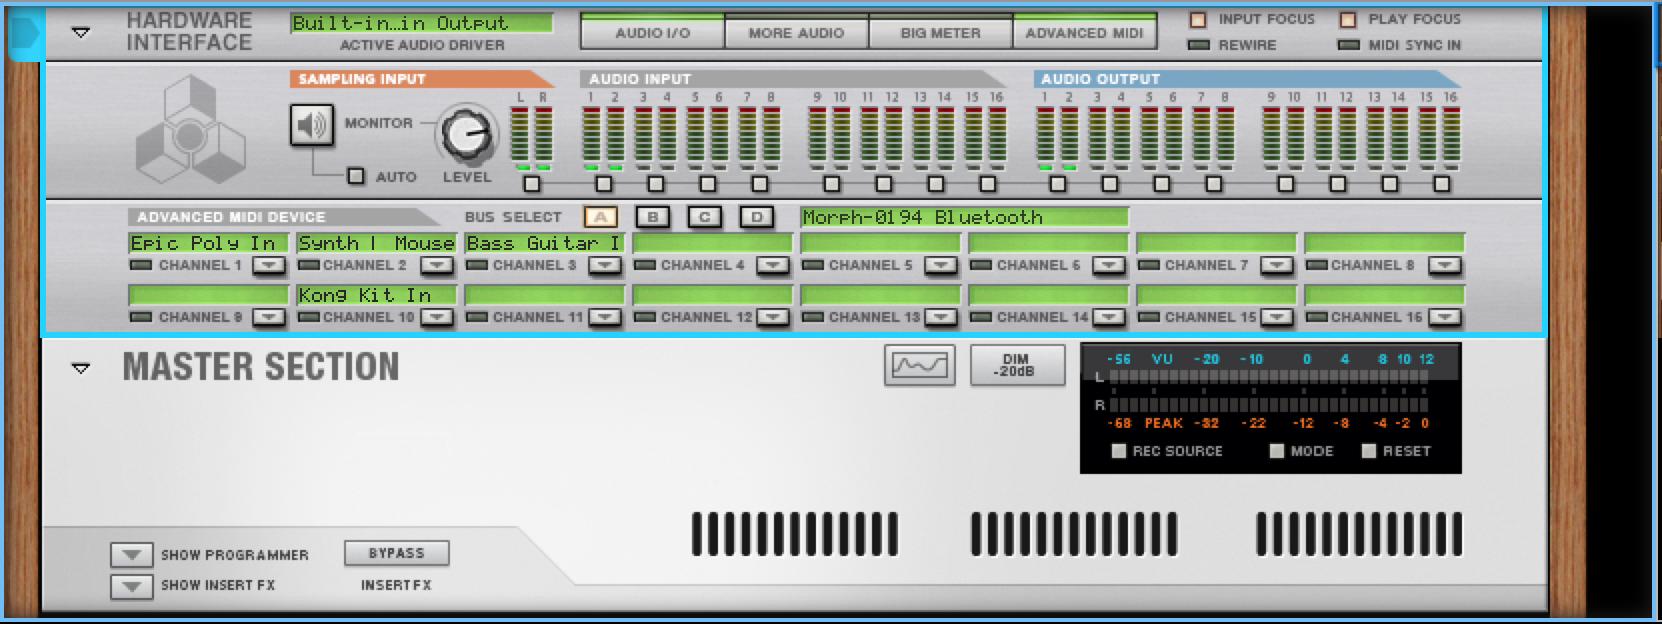 HARDWARE INTERFACE
Built-in…in Output
ACTIVE AUDIO DRIVER
AUDIO I/O MORE AUDIO BIG METER ADVANCED MIDI
INPUT FOCUS PLAY FOCUS
REWIRE MIDI SYNC IN
SAMPLING INPUT AUDIO INPUT AUDIO OUTPUT
L R 1 2 3 4 5 6 7 8 9 10 11 12 13 14 15 16 1 2 3 4 5 6 7 8 9 10 11 12 13 14 15 16
MONITOR
AUTO LEVEL
ADVANCED MIDI DEVICE BUS SELECT A B C D Morph-0194 Bluetooth
Epic Poly In Synth | Mouse Bass Guitar I
CHANNEL 1 CHANNEL 2 CHANNEL 3 CHANNEL 4 CHANNEL 5 CHANNEL 6 CHANNEL 7 CHANNEL 8
Kong Kit In
CHANNEL 9 CHANNEL 10 CHANNEL 11 CHANNEL 12 CHANNEL 13 CHANNEL 14 CHANNEL 15 CHANNEL 16
MASTER SECTION
DIM
-20dB
-56 VU -20 -10 0 4 8 10 12
L
R
-68 PEAK -32 -22 -12 -8 -4 -2 0
REC SOURCE MODE RESET
SHOW PROGRAMMER BYPASS
SHOW INSERT FX INSERT FX